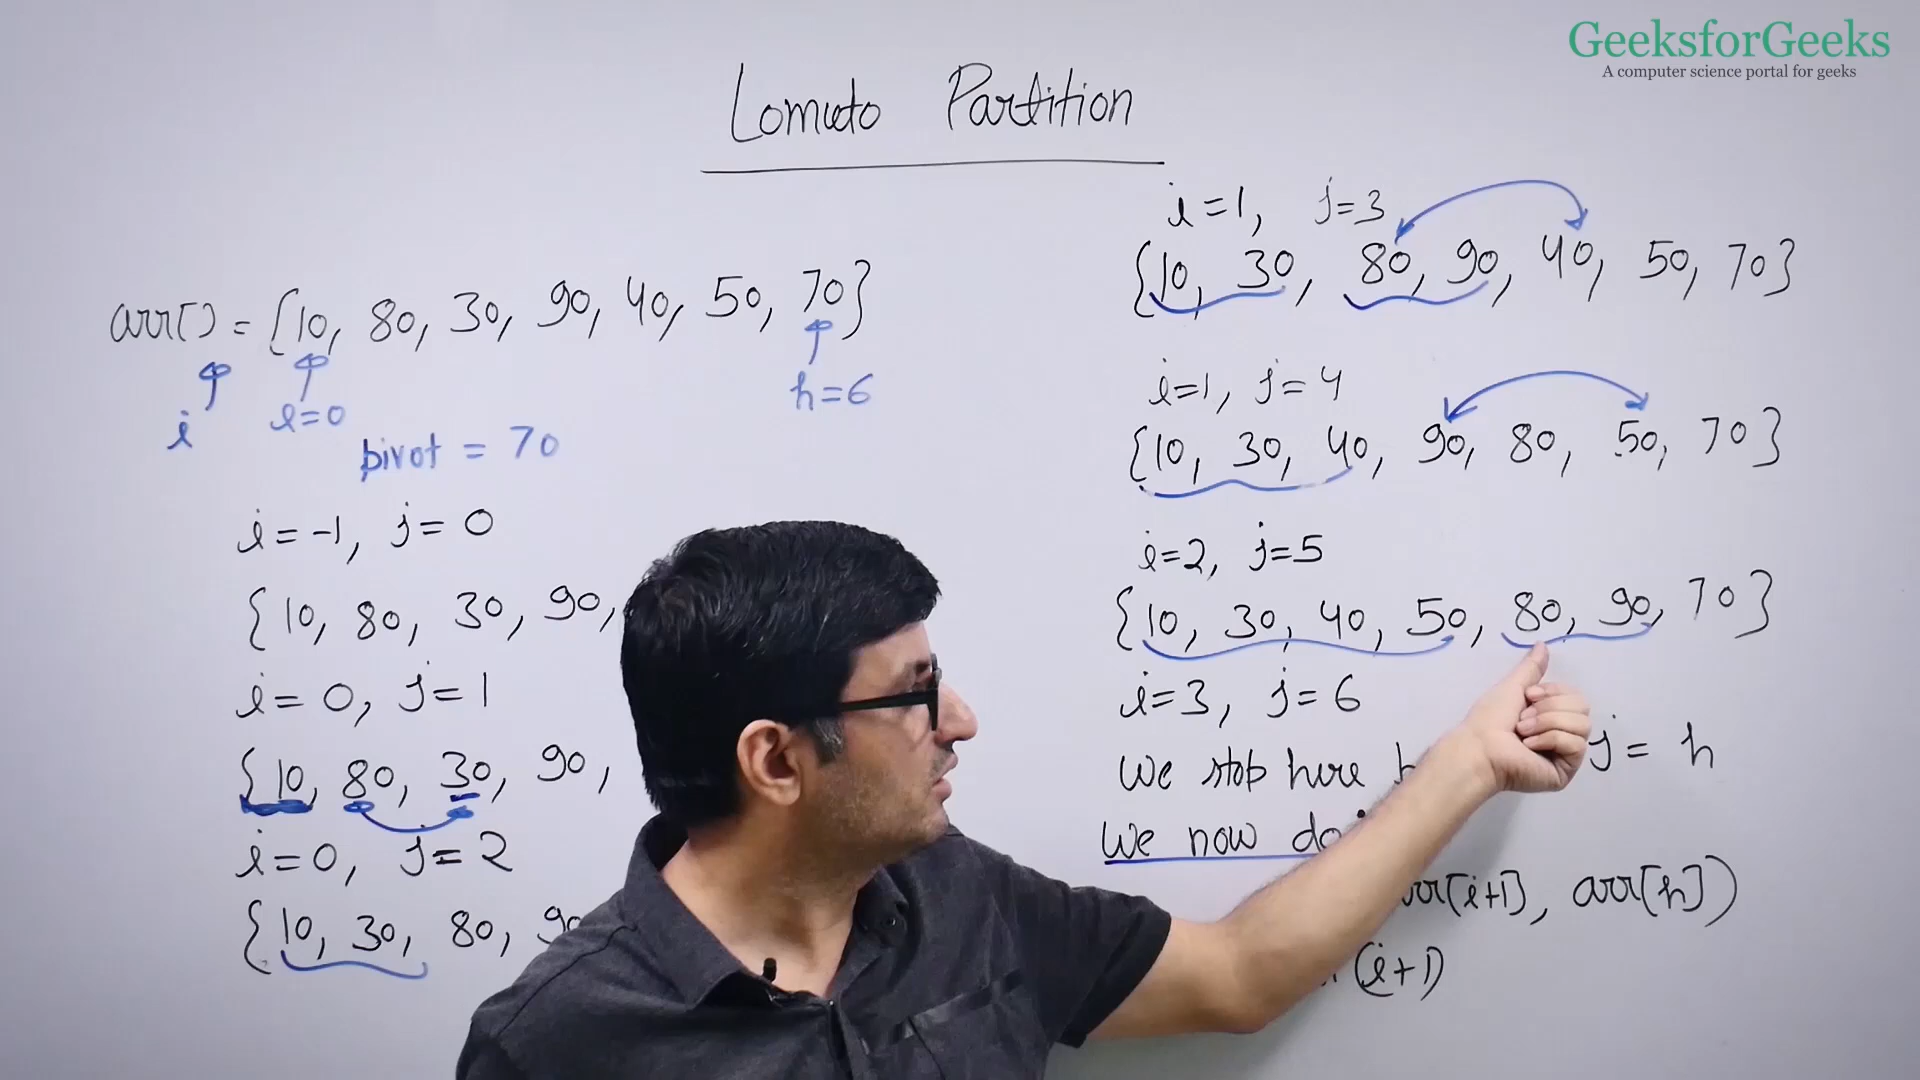 GeeksforGeeks
A computer science portal for geeks
Lomuto Partition
arr[] = {10, 80, 30, 90, 40, 50, 70}
i
l=0
h=6
pivot = 70
i=-1, j=0
{10, 80, 30, 90,
i=0, j=1
{10, 80, 30, 90,
i=0, j=2
{10, 30, 80, 90
i=1, j=3
{10, 30, 80, 90, 40, 50, 70}
i=1, j=4
{10, 30, 40, 90, 80, 50, 70}
i=2, j=5
{10, 30, 40, 50, 80, 90, 70}
i=3, j=6
We stop here j=h
We now do
arr[i+1], arr[h])
(i+1)